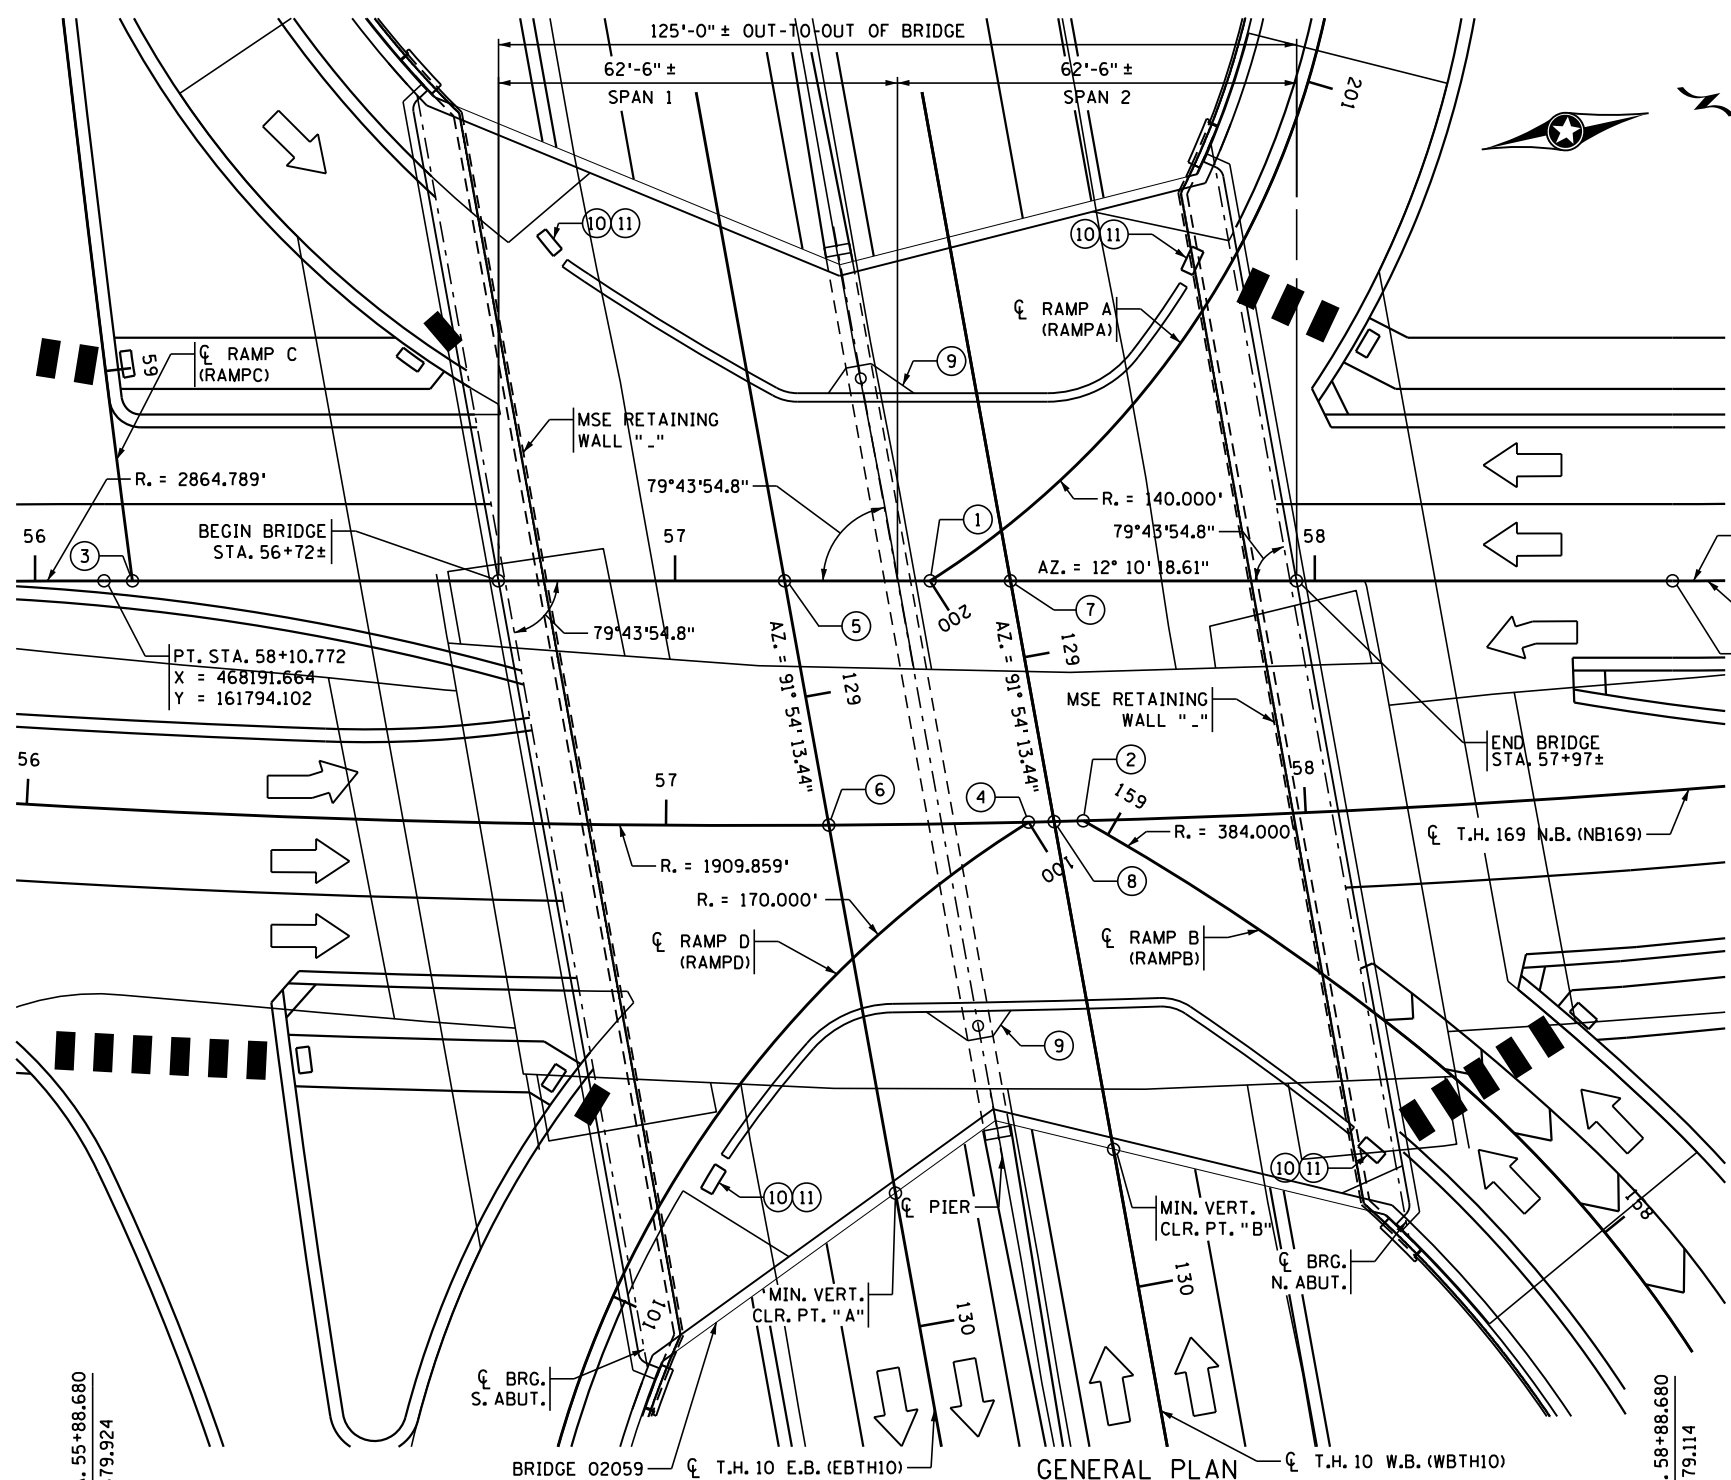 125'-0" ± OUT-TO-OUT OF BRIDGE
62'-6" ±
62'-6" ±
SPAN 1
SPAN 2
201
10 11
10 11
℄ RAMP A
(RAMPA)
59
℄ RAMP C
(RAMPC)
9
MSE RETAINING
WALL "_"
R. = 2864.789'
79°43'54.8"
R. = 140.000'
56
BEGIN BRIDGE
STA. 56+72±
57
1
79°43'54.8"
58
3
AZ. = 12° 10' 18.61"
5
200
7
79°43'54.8"
PT. STA. 58+10.772
X = 468191.664
Y = 161794.102
AZ. = 91° 54' 13.44"
129
AZ. = 91° 54' 13.44"
129
MSE RETAINING
WALL "_"
END BRIDGE
STA. 57+97±
56
57
6
4
2
58
159
R. = 1909.859'
R. = 384.000'
℄ T.H. 169 N.B. (NB169)
100
8
R. = 170.000'
℄ RAMP D
(RAMPD)
℄ RAMP B
(RAMPB)
9
10 11
10 11
℄ PIER
MIN. VERT.
CLR. PT. "B"
158
℄ BRG.
N. ABUT.
MIN. VERT.
CLR. PT. "A"
101
130
130
℄ BRG.
S. ABUT.
BRIDGE 02059
℄ T.H. 10 E.B. (EBTH10)
GENERAL PLAN
℄ T.H. 10 W.B. (WBTH10)
. 55+88.680
79.924
. 58+88.680
79.114